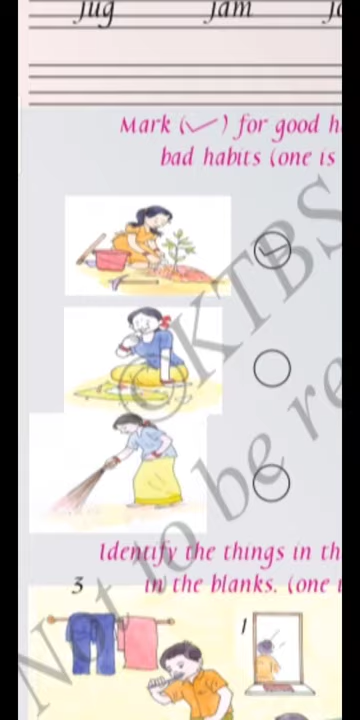 jug jam
Mark (✓) for good
bad habits (one is
©KTBS
Not to be re
Identify the things in th
3 in the blanks. (one
1